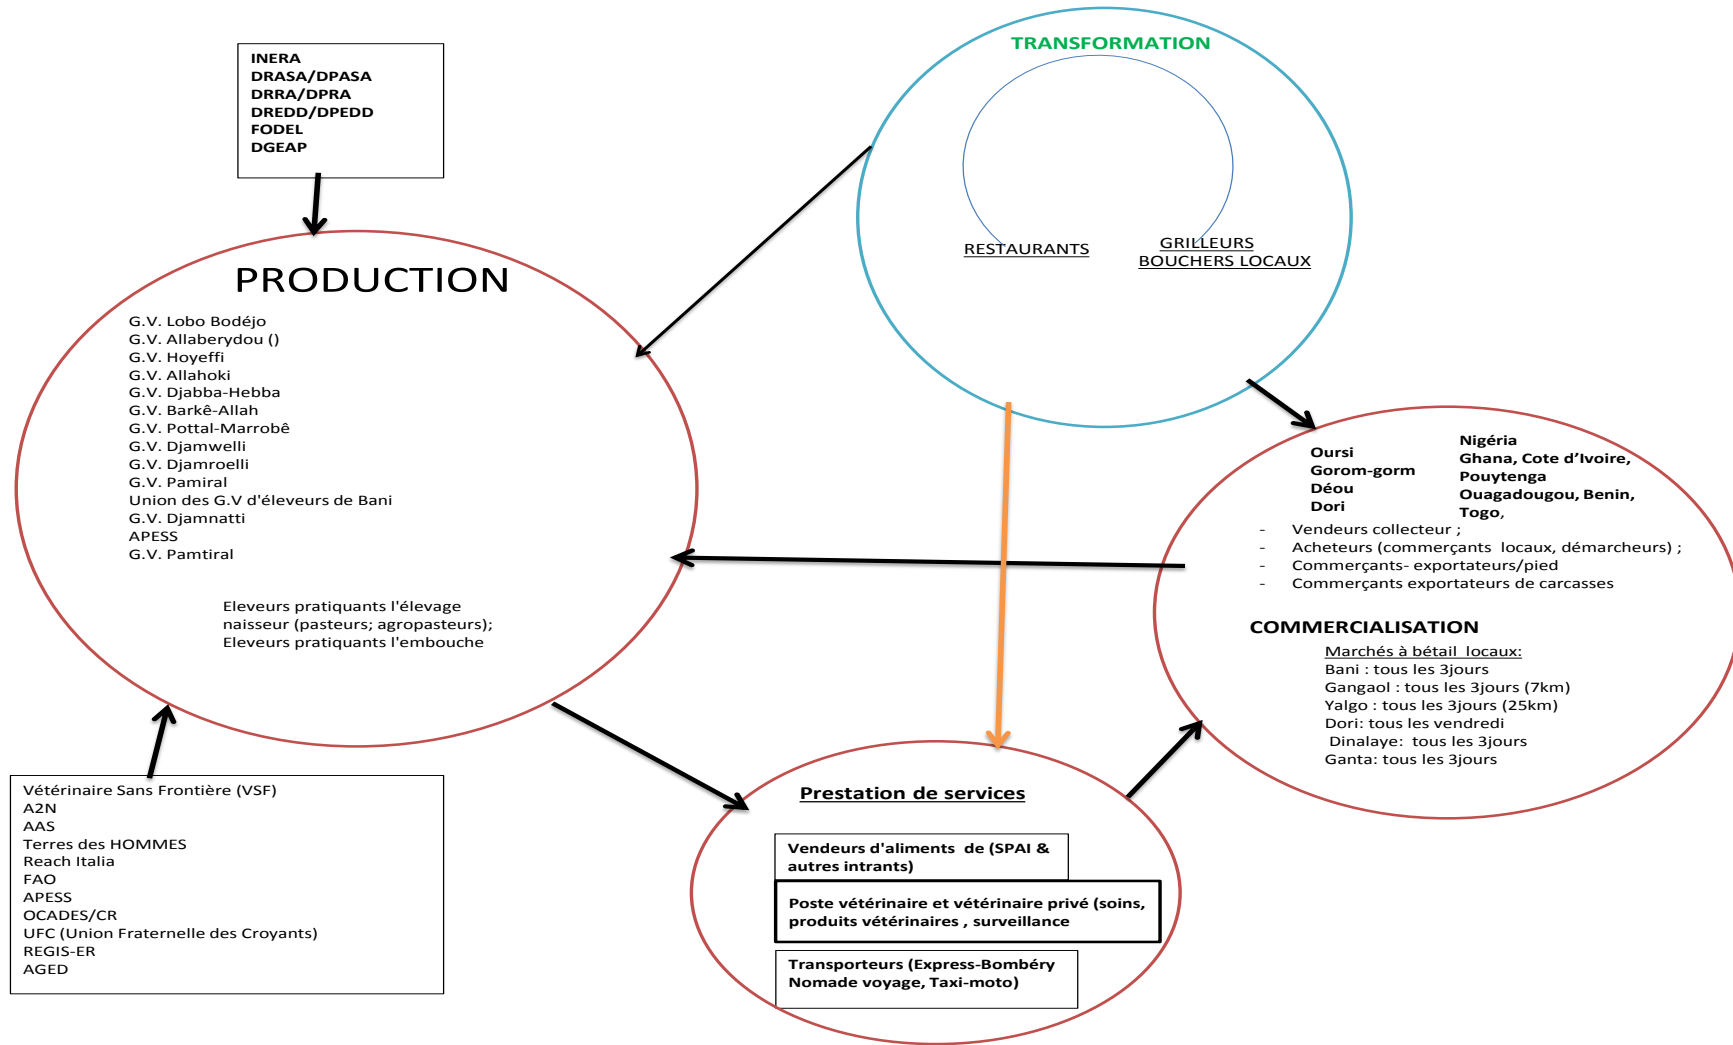 INERA
DRASA/DPASA
DRRA/DPRA
DREDD/DPEDD
FODEL
DGEAP
TRANSFORMATION
RESTAURANTS
GRILLEURS
BOUCHERS LOCAUX
PRODUCTION
G.V. Lobo Bodéjo
G.V. Allaberydou ()
G.V. Hoyeffi
G.V. Allahoki
G.V. Djabba-Hebba
G.V. Barkê-Allah
G.V. Pottal-Marrobê
G.V. Djamwelli
G.V. Djamroelli
G.V. Pamiral
Union des G.V d'éleveurs de Bani
G.V. Djamnatti
APESS
G.V. Pamtiral
Eleveurs pratiquants l'élevage
naisseur (pasteurs; agropasteurs);
Eleveurs pratiquants l'embouche
Oursi
Gorom-gorm
Déou
Dori
Nigéria
Ghana, Cote d'Ivoire,
Pouytenga
Ouagadougou, Benin,
Togo,
- Vendeurs collecteur ;
- Acheteurs (commerçants locaux, démarcheurs) ;
- Commerçants- exportateurs/pied
- Commerçants exportateurs de carcasses
COMMERCIALISATION
Marchés à bétail locaux:
Bani : tous les 3jours
Gangaol : tous les 3jours (7km)
Yalgo : tous les 3jours (25km)
Dori: tous les vendredi
Dinalaye: tous les 3jours
Ganta: tous les 3jours
Vétérinaire Sans Frontière (VSF)
A2N
AAS
Terres des HOMMES
Reach Italia
FAO
APESS
OCADES/CR
UFC (Union Fraternelle des Croyants)
REGIS-ER
AGED
Prestation de services
Vendeurs d'aliments de (SPAI &
autres intrants)
Poste vétérinaire et vétérinaire privé (soins,
produits vétérinaires , surveillance
Transporteurs (Express-Bombéry
Nomade voyage, Taxi-moto)